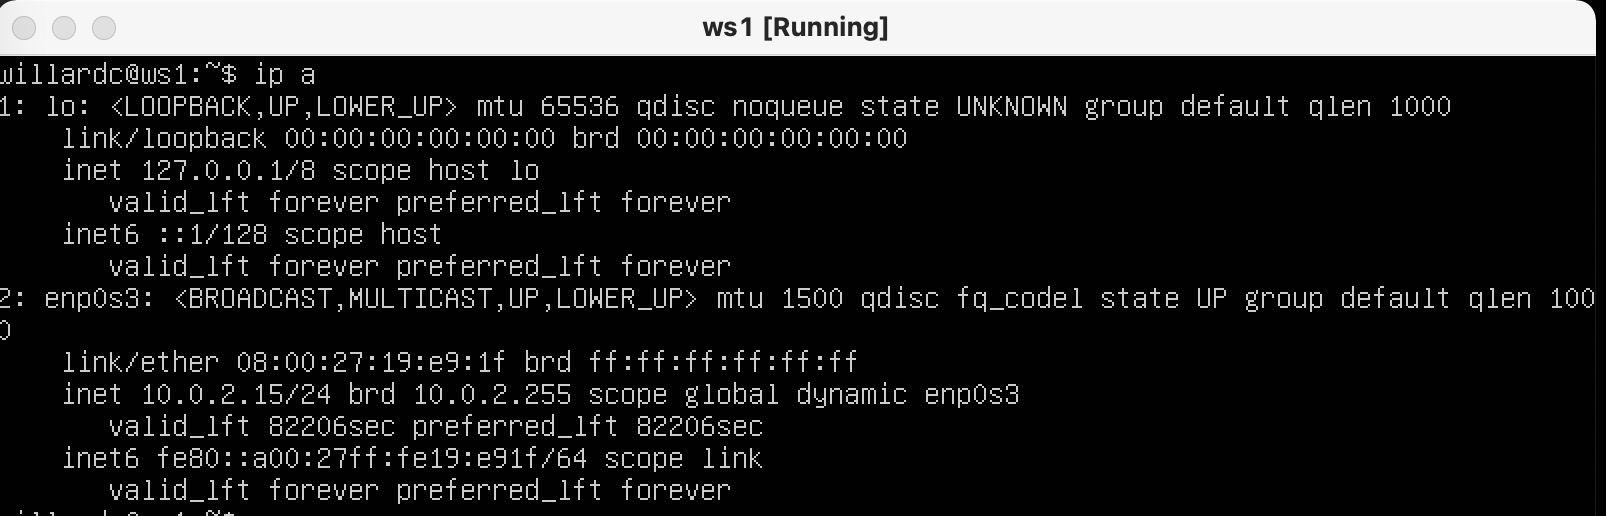 ws1 [Running]
willardc@ws1:~$ ip a
1: lo: <LOOPBACK,UP,LOWER_UP> mtu 65536 qdisc noqueue state UNKNOWN group default qlen 1000
    link/loopback 00:00:00:00:00:00 brd 00:00:00:00:00:00
    inet 127.0.0.1/8 scope host lo
       valid_lft forever preferred_lft forever
    inet6 ::1/128 scope host
       valid_lft forever preferred_lft forever
2: enp0s3: <BROADCAST,MULTICAST,UP,LOWER_UP> mtu 1500 qdisc fq_codel state UP group default qlen 100
0
    link/ether 08:00:27:19:e9:1f brd ff:ff:ff:ff:ff:ff
    inet 10.0.2.15/24 brd 10.0.2.255 scope global dynamic enp0s3
       valid_lft 82206sec preferred_lft 82206sec
    inet6 fe80::a00:27ff:fe19:e91f/64 scope link
       valid_lft forever preferred_lft forever